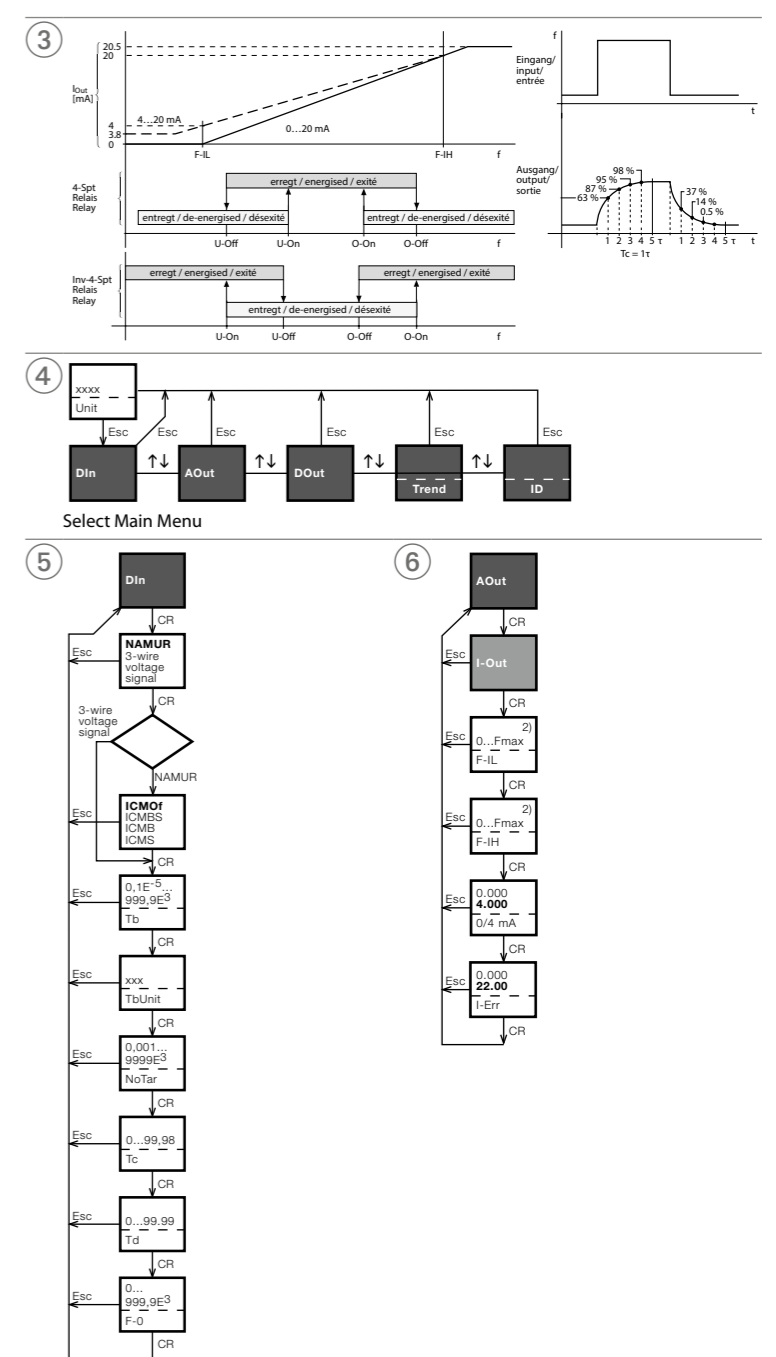 3
20.5
20
IOut
[mA]
4
3.8
0
4…20 mA
0…20 mA
F-IL
F-IH
f
4-Spt
Relais
Relay
erregt / energised / exité
entregt / de-energised / désexité
entregt / de-energised / désexité
U-Off
U-On
O-On
O-Off
f
Inv-4-Spt
Relais
Relay
erregt / energised / exité
erregt / energised / exité
entregt / de-energised / désexité
U-On
U-Off
O-Off
O-On
f
f
Eingang/
input/
entrée
t
Ausgang/
output/
sortie
98 %
95 %
87 %
63 %
37 %
14 %
0.5 %
1 2 3 4 5 τ
1 2 3 4 5 τ
t
Tc = 1τ
4
xxxx
Unit
Esc
Esc
Esc
Esc
Esc
Esc
DIn
↑↓
AOut
↑↓
DOut
↑↓
Trend
↑↓
ID
Select Main Menu
5
DIn
CR
Esc
NAMUR
3-wire
voltage
signal
CR
3-wire
voltage
signal
NAMUR
Esc
ICMOf
ICMBS
ICMB
ICMS
CR
Esc
0,1E-5...
999,9E3
Tb
CR
Esc
xxx
TbUnit
CR
Esc
0,001...
9999E3
NoTar
CR
Esc
0...99,98
Tc
CR
Esc
0...99.99
Td
CR
Esc
0...
999,9E3
F-0
CR
6
AOut
CR
Esc
I-Out
CR
2)
Esc
0...Fmax
F-IL
CR
2)
Esc
0...Fmax
F-IH
CR
Esc
0.000
4.000
0/4 mA
CR
Esc
0.000
22.00
I-Err
CR